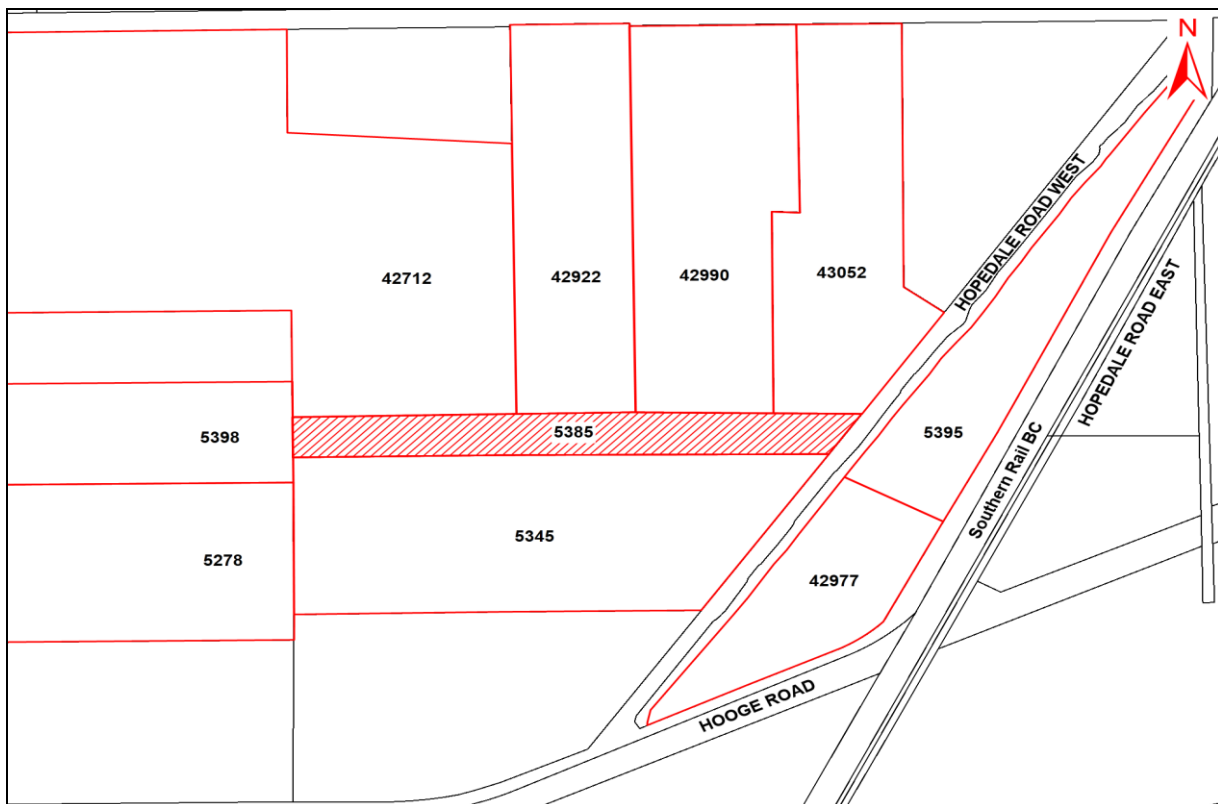 N
HOPEDALE ROAD WEST
42712
42922
42990
43052
HOPEDALE ROAD EAST
5398
5385
5395
Southern Rail BC
5345
5278
42977
HOOGE ROAD